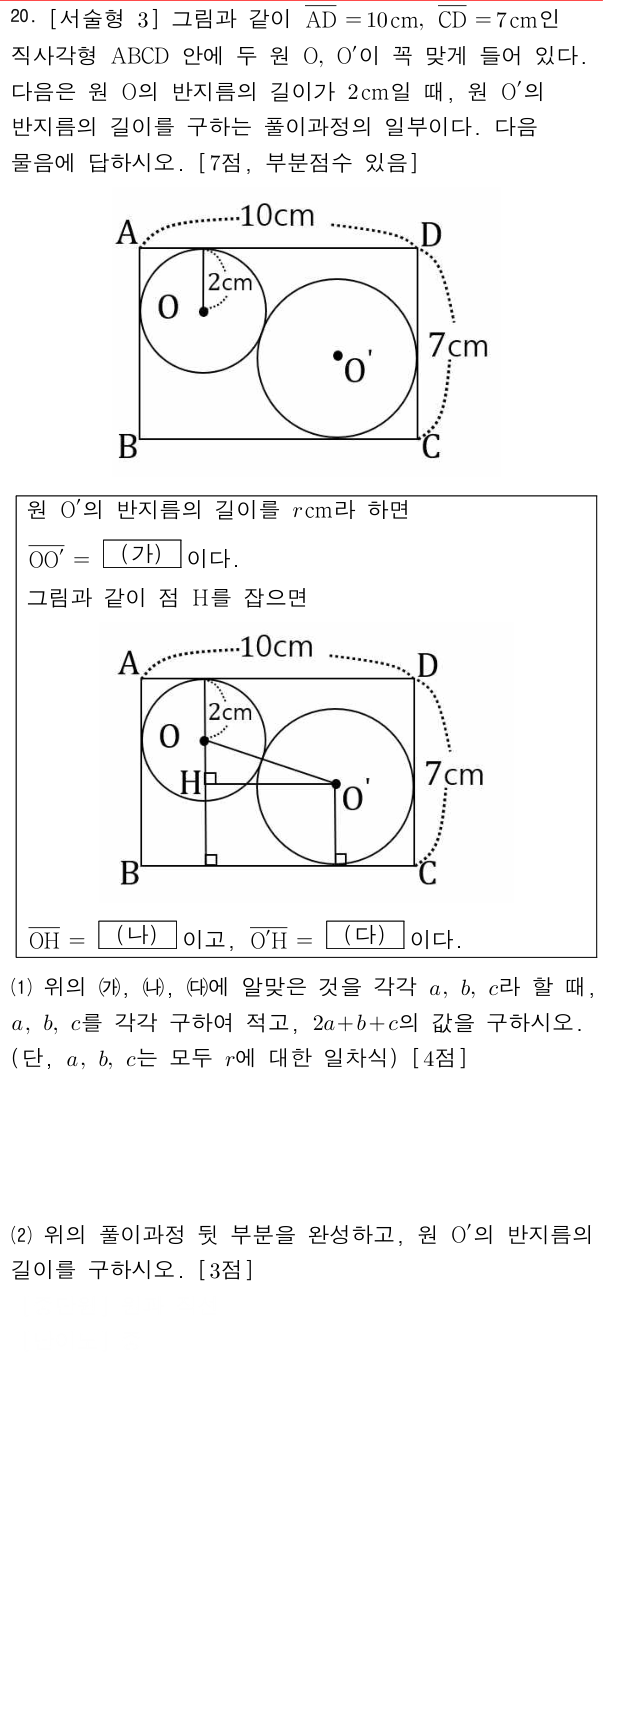 20. [서술형 3] 그림과 같이 AD = 10cm, CD = 7cm인
직사각형 ABCD 안에 두 원 O, O′이 꼭 맞게 들어 있다.
다음은 원 O의 반지름의 길이가 2cm일 때, 원 O′의
반지름의 길이를 구하는 풀이과정의 일부이다. 다음
물음에 답하시오. [7점, 부분점수 있음]
10cm
A D
2cm
O
7cm
O'
B C
원 O′의 반지름의 길이를 rcm라 하면
OO′ = (가) 이다.
그림과 같이 점 H를 잡으면
10cm
A D
2cm
O
H 7cm
O'
B C
OH = (나) 이고, O′H = (다) 이다.
(1) 위의 ㈎, ㈏, ㈐에 알맞은 것을 각각 a, b, c라 할 때,
a, b, c를 각각 구하여 적고, 2a+b+c의 값을 구하시오.
(단, a, b, c는 모두 r에 대한 일차식) [4점]
(2) 위의 풀이과정 뒷 부분을 완성하고, 원 O′의 반지름의
길이를 구하시오. [3점]